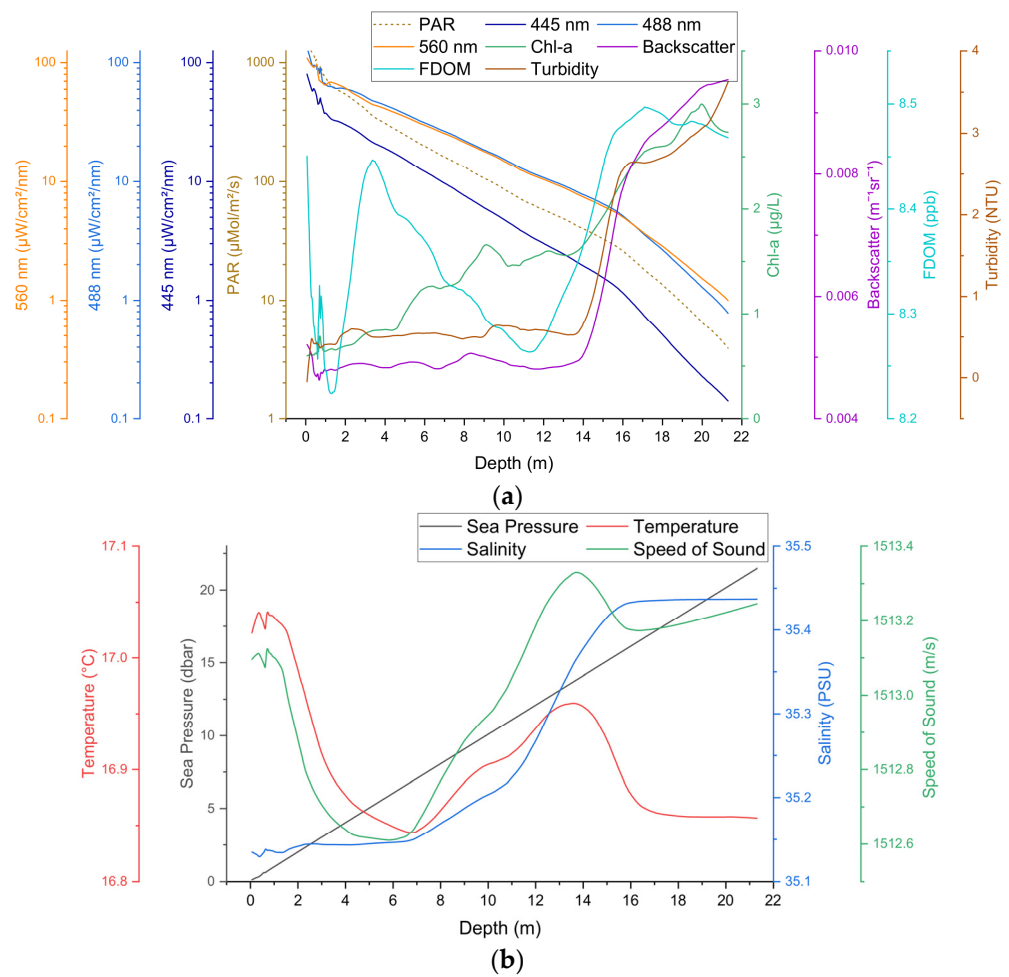 PAR 445 nm 488 nm
560 nm Chl-a Backscatter
FDOM Turbidity
100 100 100 1000 0.010 8.5 4
10 10 10 100 3 0.008 8.4 3
1 1 1 10 2 0.006 8.3 2
0.1 0.1 0.1 1 1 0.004 8.2 1
0 0
560 nm (µW/cm²/nm)
488 nm (µW/cm²/nm)
445 nm (µW/cm²/nm)
PAR (µMol/m²/s)
Chl-a (µg/L)
Backscatter (m⁻¹sr⁻¹)
FDOM (ppb)
Turbidity (NTU)
0 2 4 6 8 10 12 14 16 18 20 22
Depth (m)
(a)
Sea Pressure Temperature
Salinity Speed of Sound
17.1 35.5 1513.4
20 1513.2
17.0 15 35.4 1513.0
10 35.3
16.9 5 35.2 1512.8
16.8 0 35.1 1512.6
Temperature (°C)
Sea Pressure (dbar)
Salinity (PSU)
Speed of Sound (m/s)
0 2 4 6 8 10 12 14 16 18 20 22
Depth (m)
(b)